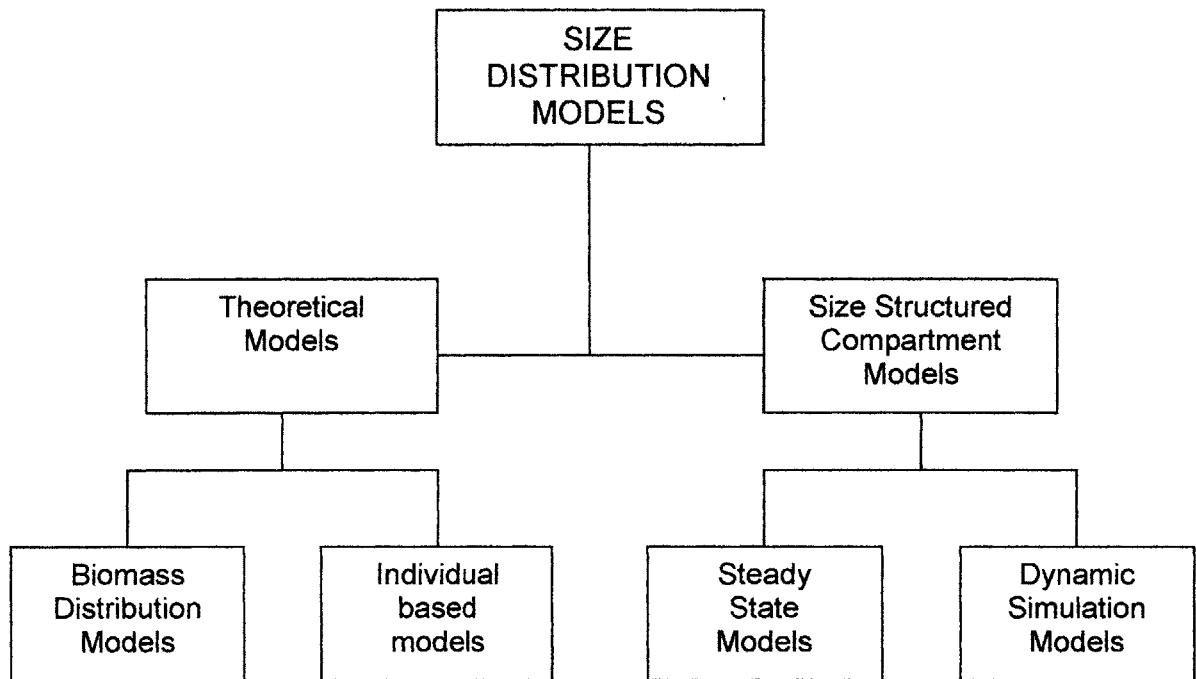 SIZE
DISTRIBUTION
MODELS
Theoretical
Models
Size Structured
Compartment
Models
Biomass
Distribution
Models
Individual
based
models
Steady
State
Models
Dynamic
Simulation
Models